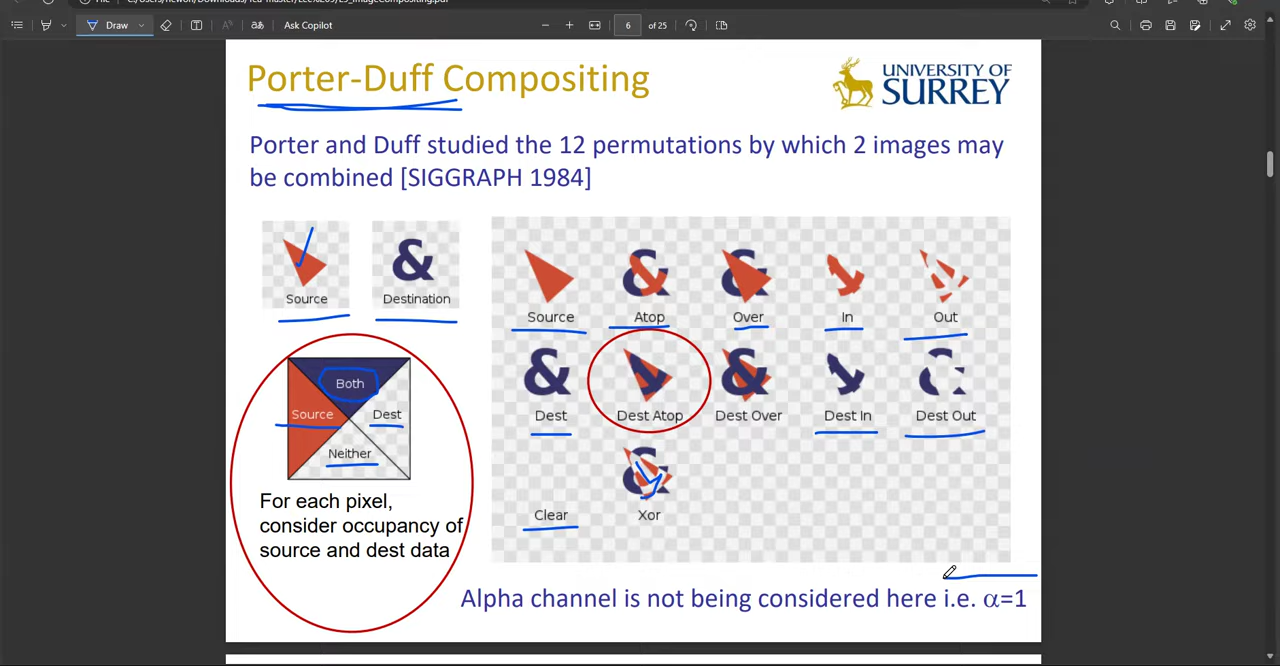 Draw
Ask Copilot
6 of 25
Porter-Duff Compositing
UNIVERSITY OF
SURREY
Porter and Duff studied the 12 permutations by which 2 images may
be combined [SIGGRAPH 1984]
&
Source Destination
Source Atop Over In Out
Both
Source Dest
Neither
Dest Dest Atop Dest Over Dest In Dest Out
Clear Xor
For each pixel,
consider occupancy of
source and dest data
Alpha channel is not being considered here i.e. α=1